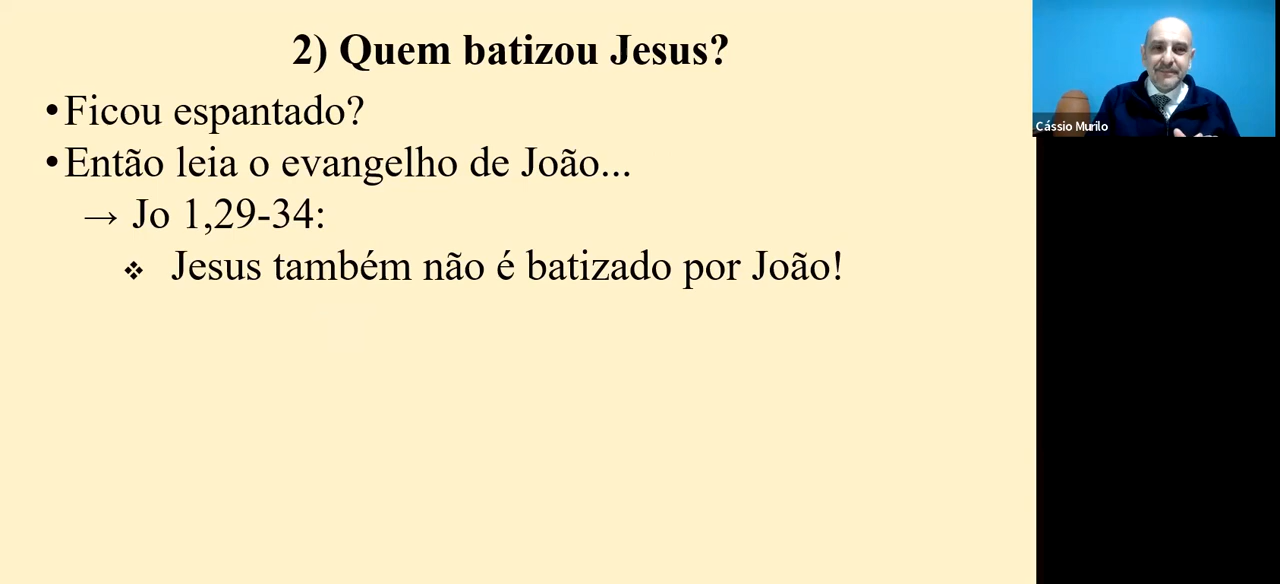 2) Quem batizou Jesus?
•Ficou espantado?
•Então leia o evangelho de João...
→ Jo 1,29-34:
❖ Jesus também não é batizado por João!
Cássio Murilo